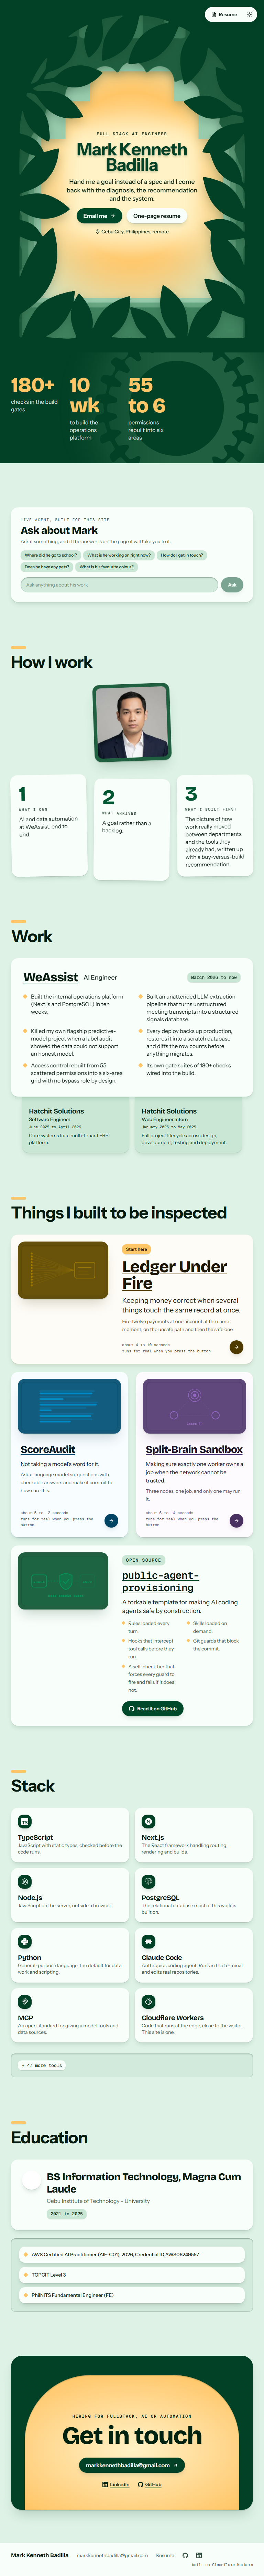 Resume
FULL STACK AI ENGINEER
Mark Kenneth
Badilla
Hand me a goal instead of a spec and I come
back with the diagnosis, the recommendation
and the system.
Email me
One-page resume
Cebu City, Philippines, remote
180+
checks in the build
gates
10
wk
to build the
operations
platform
55
to 6
permissions
rebuilt into six
areas
LIVE AGENT, BUILT FOR THIS SITE
Ask about Mark
Ask it something, and if the answer is on the page it will take you to it.
Where did he go to school?
What is he working on right now?
How do I get in touch?
Does he have any pets?
What is his favourite colour?
Ask anything about his work
Ask
How I work
1
WHAT I OWN
AI and data automation
at WeAssist, end to
end.
2
WHAT ARRIVED
A goal rather than a
backlog.
3
WHAT I BUILT FIRST
The picture of how
work really moved
between departments
and the tools they
already had, written up
with a buy-versus-build
recommendation.
Work
WeAssist
AI Engineer
March 2026 to now
Built the internal operations platform
(Next.js and PostgreSQL) in ten
weeks.
Built an unattended LLM extraction
pipeline that turns unstructured
meeting transcripts into a structured
signals database.
Killed my own flagship predictive-
model project when a label audit
showed the data could not support
an honest model.
Every deploy backs up production,
restores it into a scratch database
and diffs the row counts before
anything migrates.
Access control rebuilt from 55
scattered permissions into a six-area
grid with no bypass role by design.
Its own gate suites of 180+ checks
wired into the build.
Hatchit Solutions
Software Engineer
June 2025 to April 2026
Core systems for a multi-tenant ERP
platform.
Hatchit Solutions
Web Engineer Intern
January 2025 to May 2025
Full project lifecycle across design,
development, testing and deployment.
Things I built to be inspected
Start here
Ledger Under
Fire
Keeping money correct when several
things touch the same record at once.
Fire twelve payments at one account at the same
moment, on the unsafe path and then the safe one.
about 4 to 10 seconds
runs for real when you press the button
ScoreAudit
Not taking a model's word for it.
Ask a language model six questions with
checkable answers and make it commit to
how sure it is.
about 5 to 12 seconds
runs for real when you press the
button
Split-Brain Sandbox
Making sure exactly one worker owns a
job when the network cannot be
trusted.
Three nodes, one job, and only one may run
it.
about 6 to 14 seconds
runs for real when you press the
button
OPEN SOURCE
public-agent-
provisioning
A forkable template for making AI coding
agents safe by construction.
Rules loaded every
turn.
Skills loaded on
demand.
Hooks that intercept
tool calls before they
run.
Git guards that block
the commit.
A self-check tier that
forces every guard to
fire and fails if it does
not.
Read it on GitHub
Stack
TypeScript
JavaScript with static types, checked before the
code runs.
Next.js
The React framework handling routing,
rendering and builds.
Node.js
JavaScript on the server, outside a browser.
PostgreSQL
The relational database most of this work is
built on.
Python
General-purpose language, the default for data
work and scripting.
Claude Code
Anthropic's coding agent. Runs in the terminal
and edits real repositories.
MCP
An open standard for giving a model tools and
data sources.
Cloudflare Workers
Code that runs at the edge, close to the visitor.
This site is one.
+ 47 more tools
Education
BS Information Technology, Magna Cum
Laude
Cebu Institute of Technology - University
2021 to 2025
AWS Certified AI Practitioner (AIF-C01), 2026, Credential ID AWS06249557
TOPCIT Level 3
PhilNITS Fundamental Engineer (FE)
HIRING FOR FULLSTACK, AI OR AUTOMATION
Get in touch
markkennethbadilla@gmail.com
LinkedIn
GitHub
Mark Kenneth Badilla
markkennethbadilla@gmail.com
Resume
built on Cloudflare Workers